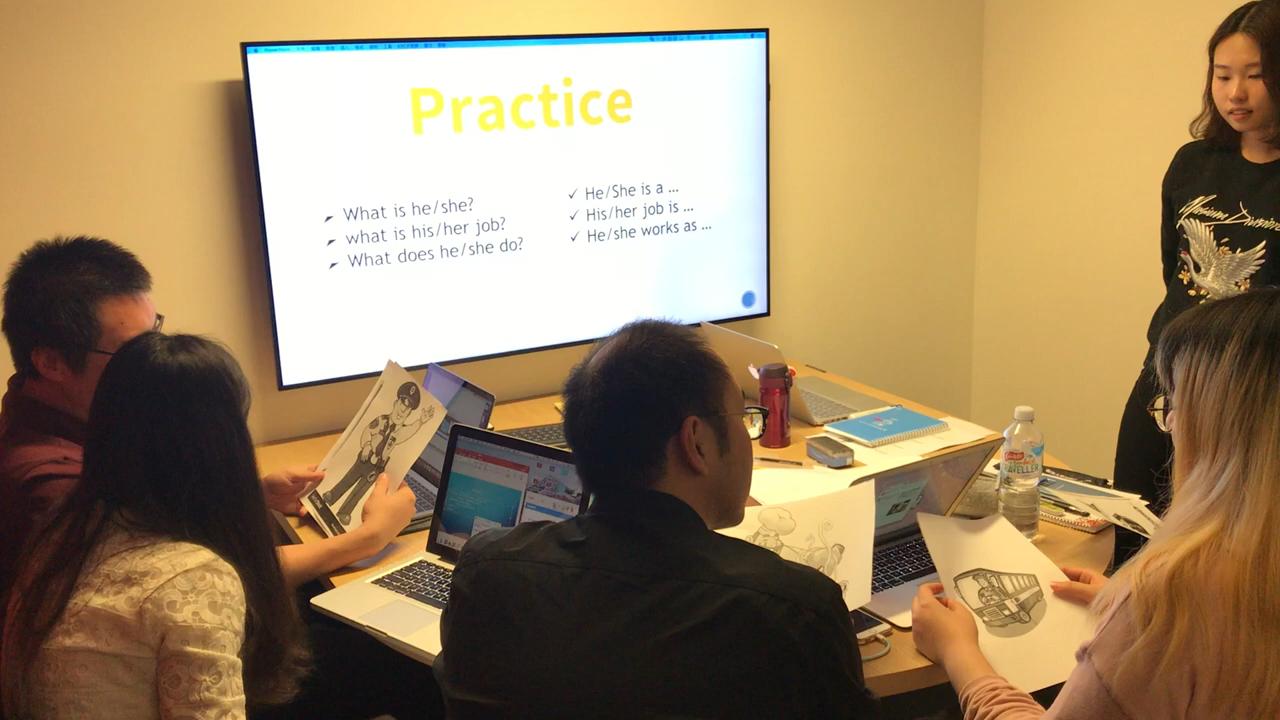 Practice
What is he/she?
what is his/her job?
What does he/she do?
✓ He/She is a ...
✓ His/her job is ...
✓ He/she works as ...